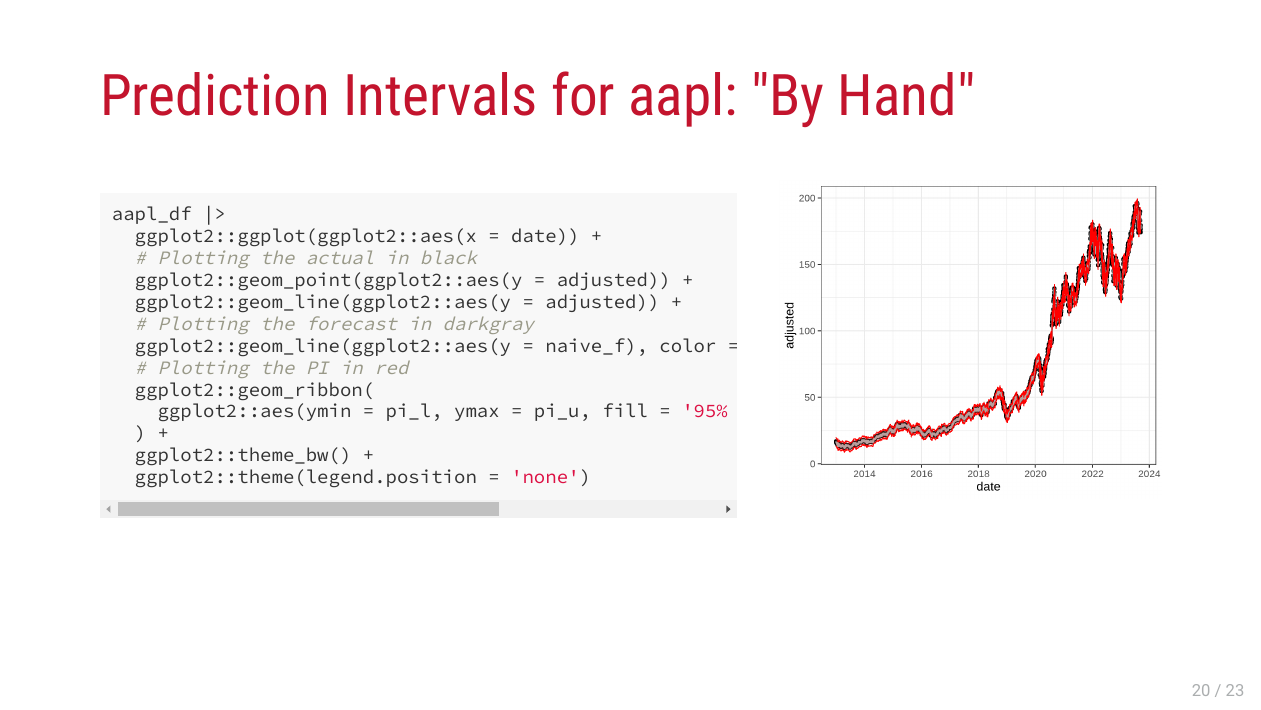 Prediction Intervals for aapl: "By Hand"
aapl_df |>
  ggplot2::ggplot(ggplot2::aes(x = date)) +
  # Plotting the actual in black
  ggplot2::geom_point(ggplot2::aes(y = adjusted)) +
  ggplot2::geom_line(ggplot2::aes(y = adjusted)) +
  # Plotting the forecast in darkgray
  ggplot2::geom_line(ggplot2::aes(y = naive_f), color =
  # Plotting the PI in red
  ggplot2::geom_ribbon(
    ggplot2::aes(ymin = pi_l, ymax = pi_u, fill = '95%
  ) +
  ggplot2::theme_bw() +
  ggplot2::theme(legend.position = 'none')
200
150
100
50
0
adjusted
2014 2016 2018 2020 2022 2024
date
20 / 23